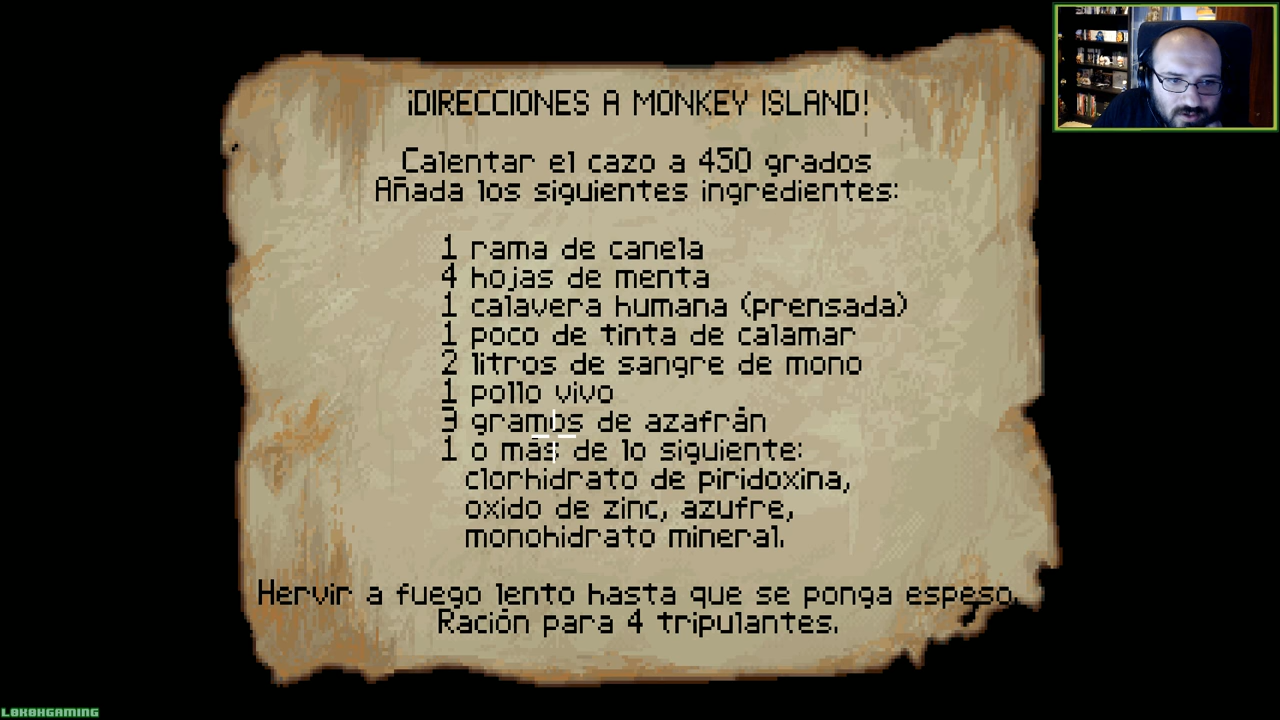 ¡DIRECCIONES A MONKEY ISLAND!
Calentar el cazo a 450 grados
Añada los siguientes ingredientes:
1 rama de canela
4 hojas de menta
1 calavera humana (prensada)
1 poco de tinta de calamar
2 litros de sangre de mono
1 pollo vivo
3 gramos de azafrán
1 o más de lo siguiente:
clorhidrato de piridoxina,
oxido de zinc, azufre,
monohidrato mineral.
Hervir a fuego lento hasta que se ponga espeso.
Ración para 4 tripulantes.
L0K0XGAMING